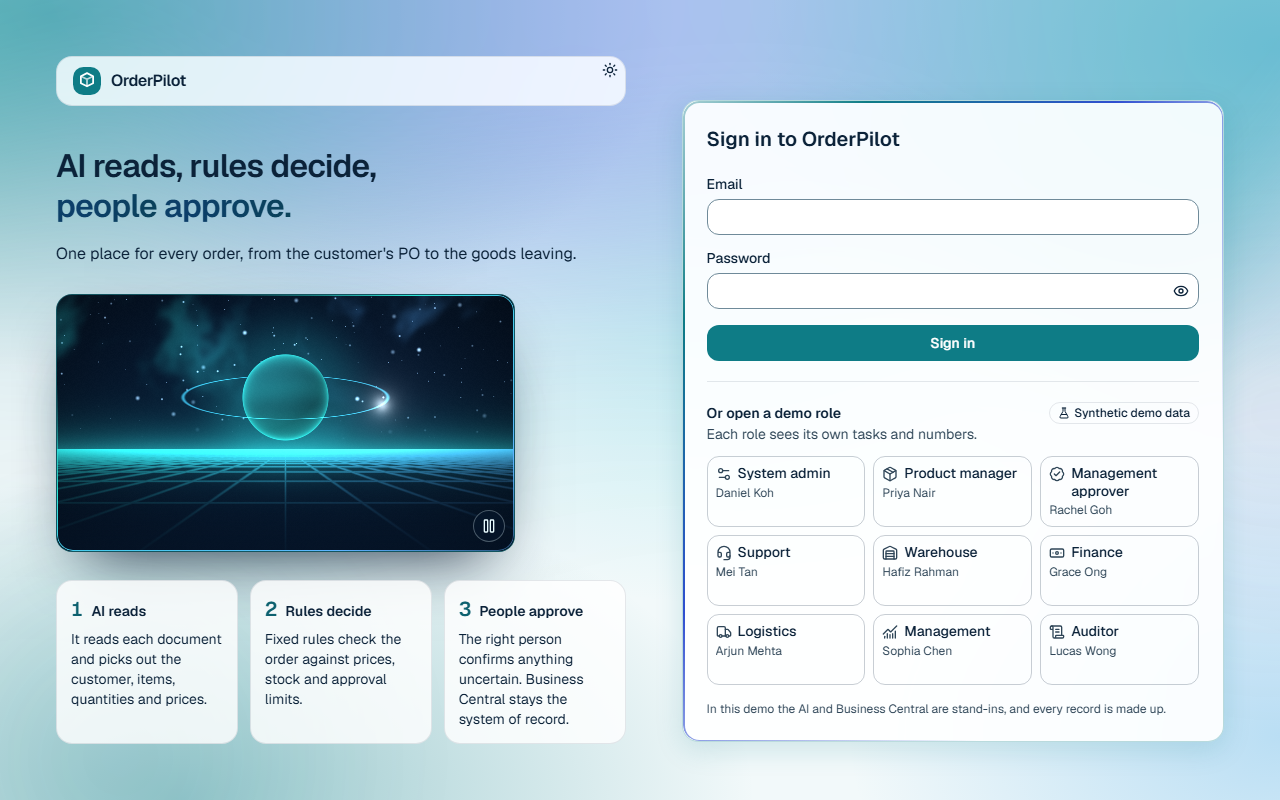 OrderPilot
AI reads, rules decide,
people approve.
One place for every order, from the customer's PO to the goods leaving.
1 AI reads
It reads each document
and picks out the
customer, items,
quantities and prices.
2 Rules decide
Fixed rules check the
order against prices,
stock and approval
limits.
3 People approve
The right person
confirms anything
uncertain. Business
Central stays the
system of record.
Sign in to OrderPilot
Email
Password
Sign in
Or open a demo role
Synthetic demo data
Each role sees its own tasks and numbers.
System admin
Daniel Koh
Product manager
Priya Nair
Management
approver
Rachel Goh
Support
Mei Tan
Warehouse
Hafiz Rahman
Finance
Grace Ong
Logistics
Arjun Mehta
Management
Sophia Chen
Auditor
Lucas Wong
In this demo the AI and Business Central are stand-ins, and every record is made up.